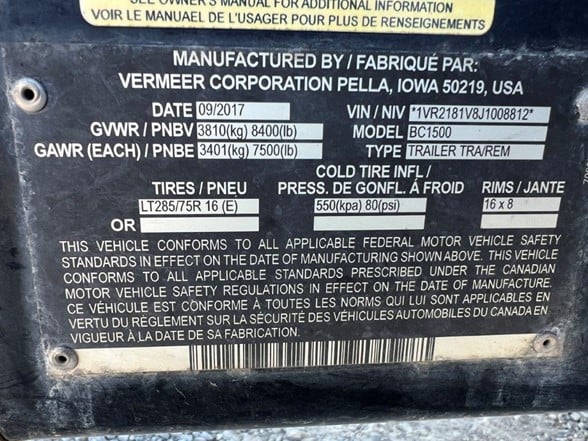 SEE OWNER'S MANUAL FOR ADDITIONAL INFORMATION
VOIR LE MANUAEL DE L'USAGER POUR PLUS DE RENSEIGNEMENTS
MANUFACTURED BY / FABRIQUÉ PAR:
VERMEER CORPORATION PELLA, IOWA 50219, USA
DATE 09/2017 VIN / NIV *1VR2181V8J1008812*
GVWR / PNBV 3810(kg) 8400(lb) MODEL BC1500
GAWR (EACH) / PNBE 3401(kg) 7500(lb) TYPE TRAILER TRA/REM
COLD TIRE INFL /
TIRES / PNEU PRESS. DE GONFL. À FROID RIMS / JANTE
LT285/75R 16 (E) 550(kpa) 80(psi) 16 x 8
OR
THIS VEHICLE CONFORMS TO ALL APPLICABLE FEDERAL MOTOR VEHICLE SAFETY
STANDARDS IN EFFECT ON THE DATE OF MANUFACTURING SHOWN ABOVE. THIS VEHICLE
CONFORMS TO ALL APPLICABLE STANDARDS PRESCRIBED UNDER THE CANADIAN
MOTOR VEHICLE SAFETY REGULATIONS IN EFFECT ON THE DATE OF MANUFACTURE.
CE VÉHICULE EST CONFORME À TOUTES LES NORMS QUI LUI SONT APPLICABLES EN
VERTU DU RÈGLEMENT SUR LA SÉCURITÉ DES VÉHICULES AUTOMOBILES DU CANADA EN
VIGUEUR À LA DATE DE SA FABRICATION.